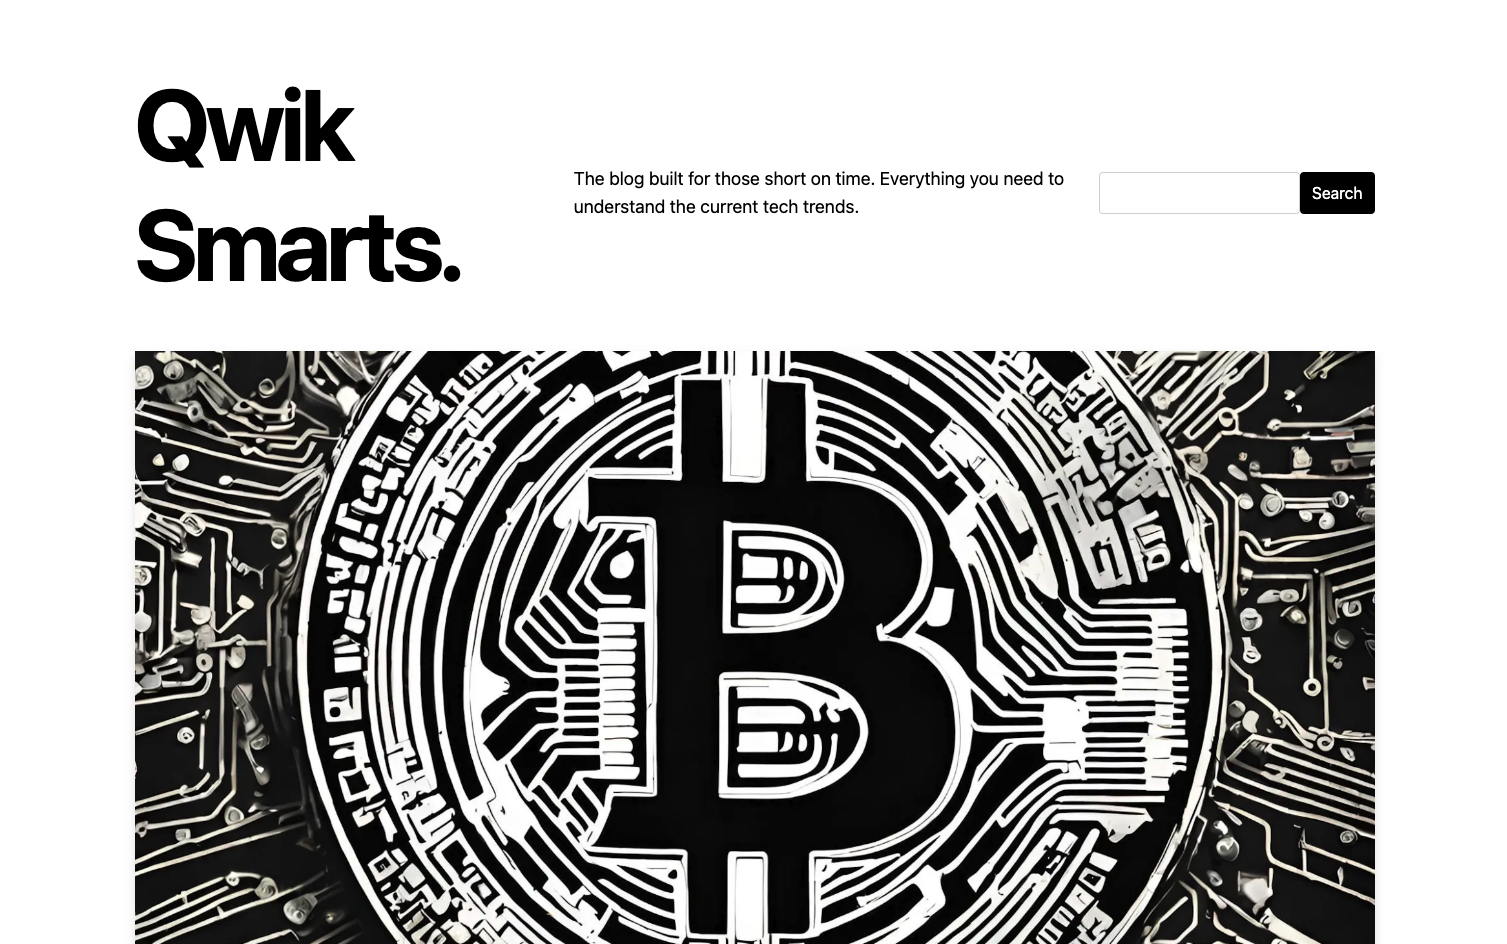 Qwik
Smarts.
The blog built for those short on time. Everything you need to
understand the current tech trends.
Search